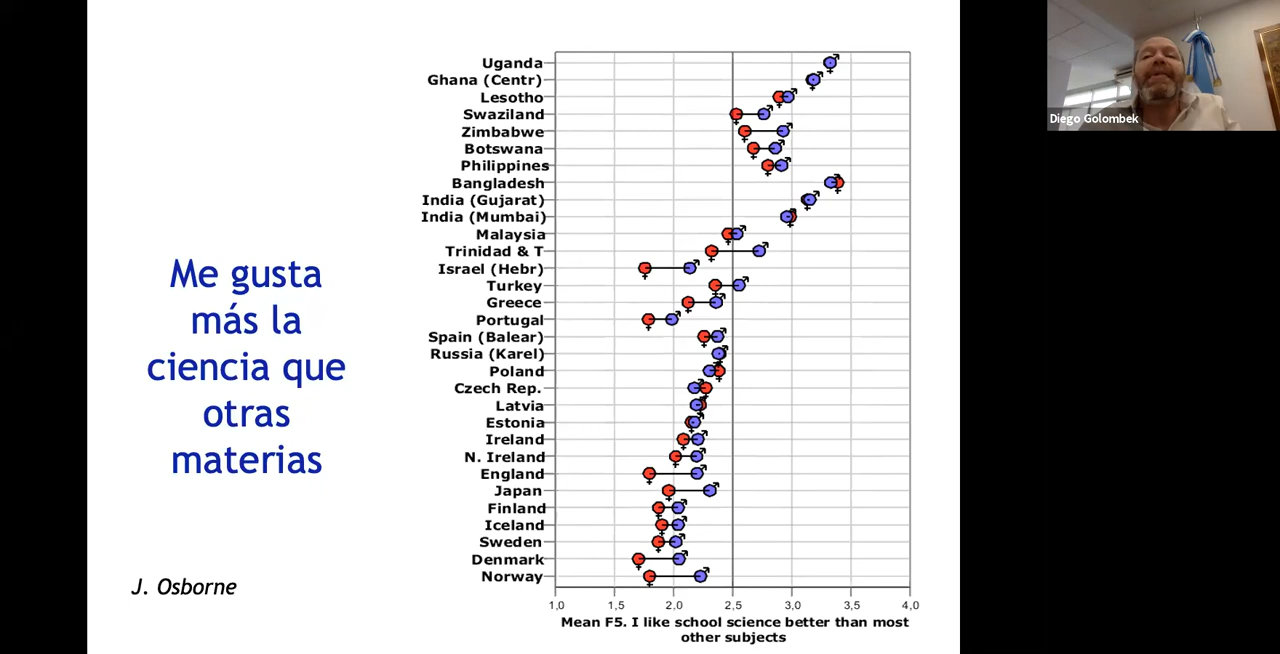 Me gusta
más la
ciencia que
otras
materias
J. Osborne
Uganda
Ghana (Centr)
Lesotho
Swaziland
Zimbabwe
Botswana
Philippines
Bangladesh
India (Gujarat)
India (Mumbai)
Malaysia
Trinidad & T
Israel (Hebr)
Turkey
Greece
Portugal
Spain (Balear)
Russia (Karel)
Poland
Czech Rep.
Latvia
Estonia
Ireland
N. Ireland
England
Japan
Finland
Iceland
Sweden
Denmark
Norway
1,0 1,5 2,0 2,5 3,0 3,5 4,0
Mean F5. I like school science better than most
other subjects
Diego Golombek